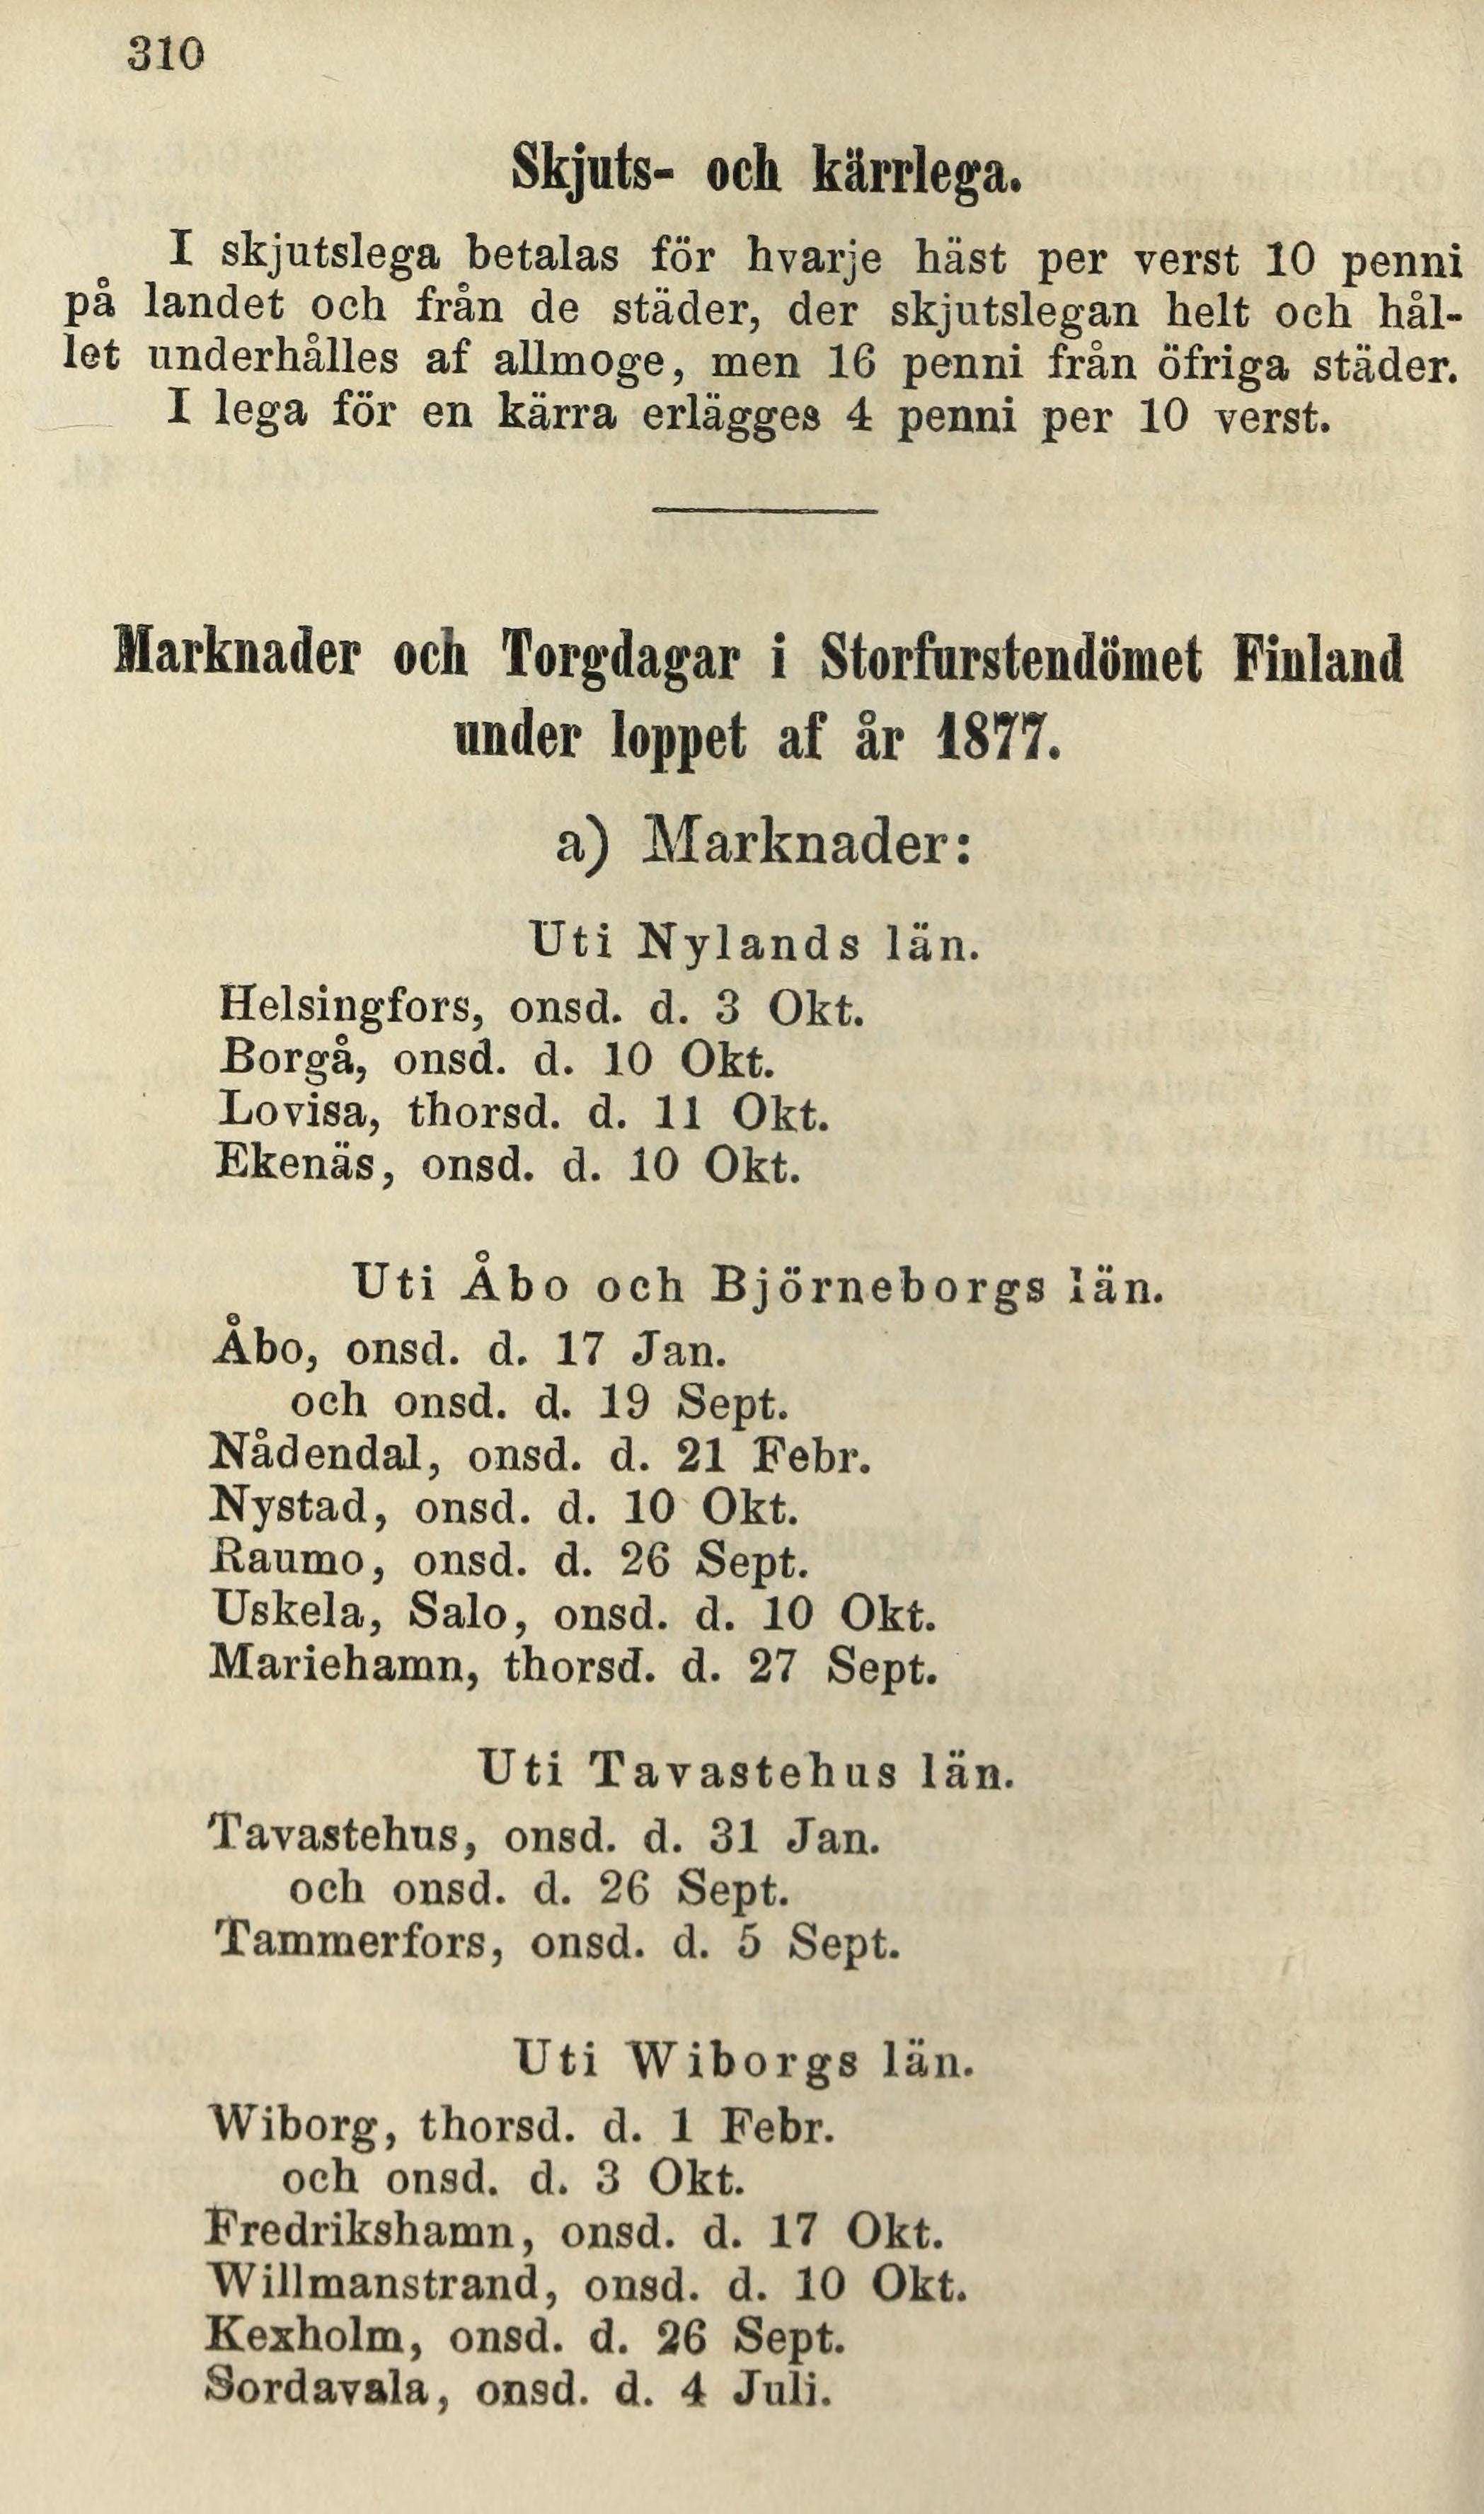 310
Skjuts- och kärrlega.
I skjutslega betalas för hvarje häst per verst 10 penni
på landet och från de städer, der skjutslegan helt och hål-
let underhålles af allmoge, men 16 penni från öfriga städer.
I lega för en kärra erlägges 4 penni per 10 verst.
Marknader och Torgdagar i Storfurstendömet Finland
under loppet af år 1877.
a) Marknader:
Uti Nylands län.
Helsingfors, onsd. d. 3 Okt.
Borgå, onsd. d. 10 Okt.
Lovisa, thorsd. d. 11 Okt.
Ekenäs, onsd. d. 10 Okt.
Uti Åbo och Björneborgs län.
Åbo, onsd. d. 17 Jan.
och onsd. d. 19 Sept.
Nådendal, onsd. d. 21 Febr.
Nystad, onsd. d. 10 Okt.
Raumo, onsd. d. 26 Sept.
Uskela, Salo, onsd. d. 10 Okt.
Mariehamn, thorsd. d. 27 Sept.
Uti Tavastehus län.
Tavastehus, onsd. d. 31 Jan.
och onsd. d. 26 Sept.
Tammerfors, onsd. d. 5 Sept.
Uti Wiborgs län.
Wiborg, thorsd. d. 1 Febr.
och onsd. d. 3 Okt.
Fredrikshamn, onsd. d. 17 Okt.
Willmanstrand, onsd. d. 10 Okt.
Kexholm, onsd. d. 26 Sept.
Sordavala, onsd. d. 4 Juli.